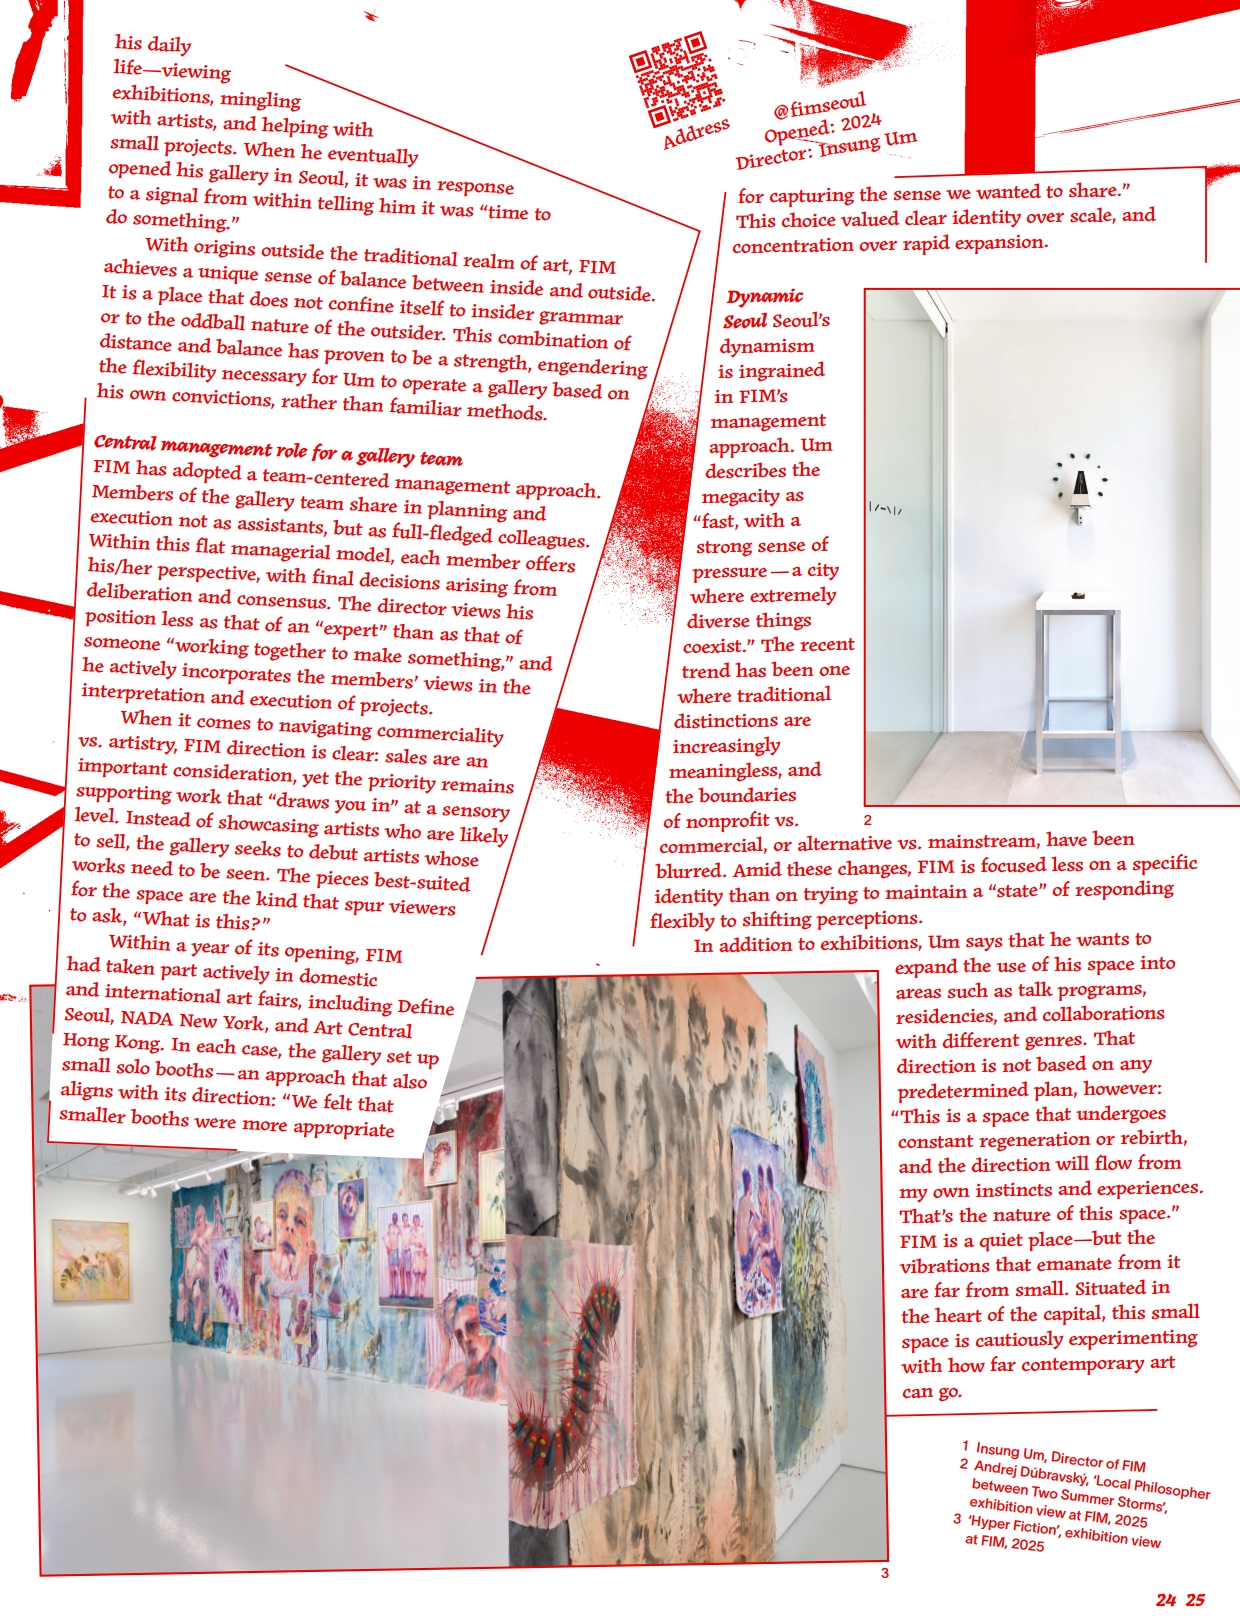 his daily
life—viewing
exhibitions, mingling
with artists, and helping with
small projects. When he eventually
opened his gallery in Seoul, it was in response
to a signal from within telling him it was “time to
do something.”
With origins outside the traditional realm of art, FIM
achieves a unique sense of balance between inside and outside.
It is a place that does not confine itself to insider grammar
or to the oddball nature of the outsider. This combination of
distance and balance has proven to be a strength, engendering
the flexibility necessary for Um to operate a gallery based on
his own convictions, rather than familiar methods.
Central management role for a gallery team
FIM has adopted a team-centered management approach.
Members of the gallery team share in planning and
execution not as assistants, but as full-fledged colleagues.
Within this flat managerial model, each member offers
his/her perspective, with final decisions arising from
deliberation and consensus. The director views his
position less as that of an “expert” than as that of
someone “working together to make something,” and
he actively incorporates the members’ views in the
interpretation and execution of projects.
When it comes to navigating commerciality
vs. artistry, FIM direction is clear: sales are an
important consideration, yet the priority remains
supporting work that “draws you in” at a sensory
level. Instead of showcasing artists who are likely
to sell, the gallery seeks to debut artists whose
works need to be seen. The pieces best-suited
for the space are the kind that spur viewers
to ask, “What is this?”
Within a year of its opening, FIM
had taken part actively in domestic
and international art fairs, including Define
Seoul, NADA New York, and Art Central
Hong Kong. In each case, the gallery set up
small solo booths — an approach that also
aligns with its direction: “We felt that
smaller booths were more appropriate
Address
@fimseoul
Opened: 2024
Director: Insung Um
for capturing the sense we wanted to share.”
This choice valued clear identity over scale, and
concentration over rapid expansion.
Dynamic
Seoul Seoul’s
dynamism
is ingrained
in FIM’s
management
approach. Um
describes the
megacity as
“fast, with a
strong sense of
pressure — a city
where extremely
diverse things
coexist.” The recent
trend has been one
where traditional
distinctions are
increasingly
meaningless, and
the boundaries
of nonprofit vs.
commercial, or alternative vs. mainstream, have been
blurred. Amid these changes, FIM is focused less on a specific
identity than on trying to maintain a “state” of responding
flexibly to shifting perceptions.
In addition to exhibitions, Um says that he wants to
expand the use of his space into
areas such as talk programs,
residencies, and collaborations
with different genres. That
direction is not based on any
predetermined plan, however:
“This is a space that undergoes
constant regeneration or rebirth,
and the direction will flow from
my own instincts and experiences.
That’s the nature of this space.”
FIM is a quiet place—but the
vibrations that emanate from it
are far from small. Situated in
the heart of the capital, this small
space is cautiously experimenting
with how far contemporary art
can go.
2
3
1 Insung Um, Director of FIM
2 Andrej Dúbravský, ‘Local Philosopher
between Two Summer Storms’,
exhibition view at FIM, 2025
3 ‘Hyper Fiction’, exhibition view
at FIM, 2025
24 25